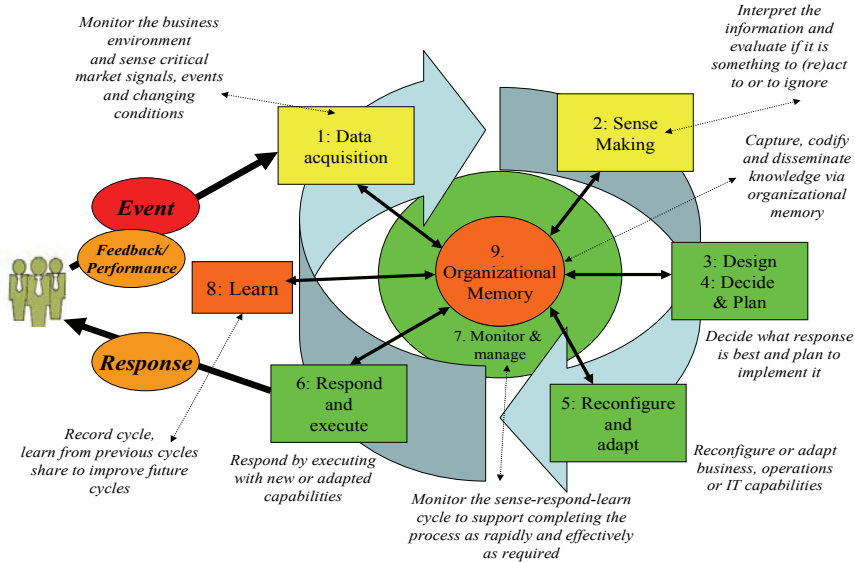 Monitor the business
environment
and sense critical
market signals, events
and changing
conditions
Interpret the
information and
evaluate if it is
something to (re)act
to or to ignore
1: Data
acquisition
2: Sense
Making
Capture, codify
and disseminate
knowledge via
organizational
memory
Event
Feedback/
Performance
8: Learn
9.
Organizational
Memory
3: Design
4: Decide
& Plan
7. Monitor &
manage
Decide what response
is best and plan to
implement it
Response
6: Respond
and
execute
5: Reconfigure
and
adapt
Record cycle,
learn from previous cycles
share to improve future
cycles
Respond by executing
with new or adapted
capabilities
Reconfigure or adapt
business, operations
or IT capabilities
Monitor the sense-respond-learn
cycle to support completing the
process as rapidly and effectively
as required